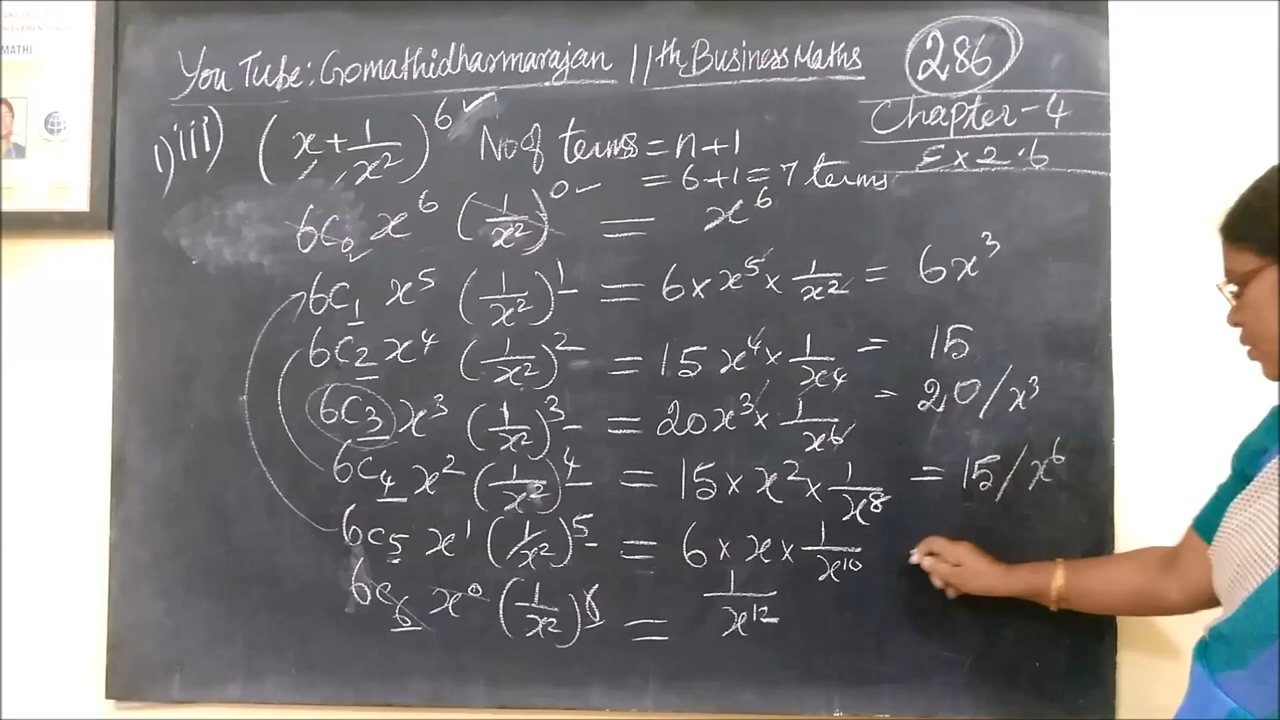 MATHI
You Tube: Gomathidharmarajan 11th Business Maths
286
Chapter-4
Ex 2.6
1) iii) (x + 1/x²)⁶ No of terms = n+1
= 6+1 = 7 terms
6C₀ x⁶ (1/x²)⁰ = x⁶
6C₁ x⁵ (1/x²)¹ = 6 × x⁵ × 1/x² = 6x³
6C₂ x⁴ (1/x²)² = 15x⁴ × 1/x⁴ = 15
6C₃ x³ (1/x²)³ = 20x³ × 1/x⁶ = 20/x³
6C₄ x² (1/x²)⁴ = 15 × x² × 1/x⁸ = 15/x⁶
6C₅ x¹ (1/x²)⁵ = 6 × x × 1/x¹⁰
6C₆ x⁰ (1/x²)⁶ = 1/x¹²